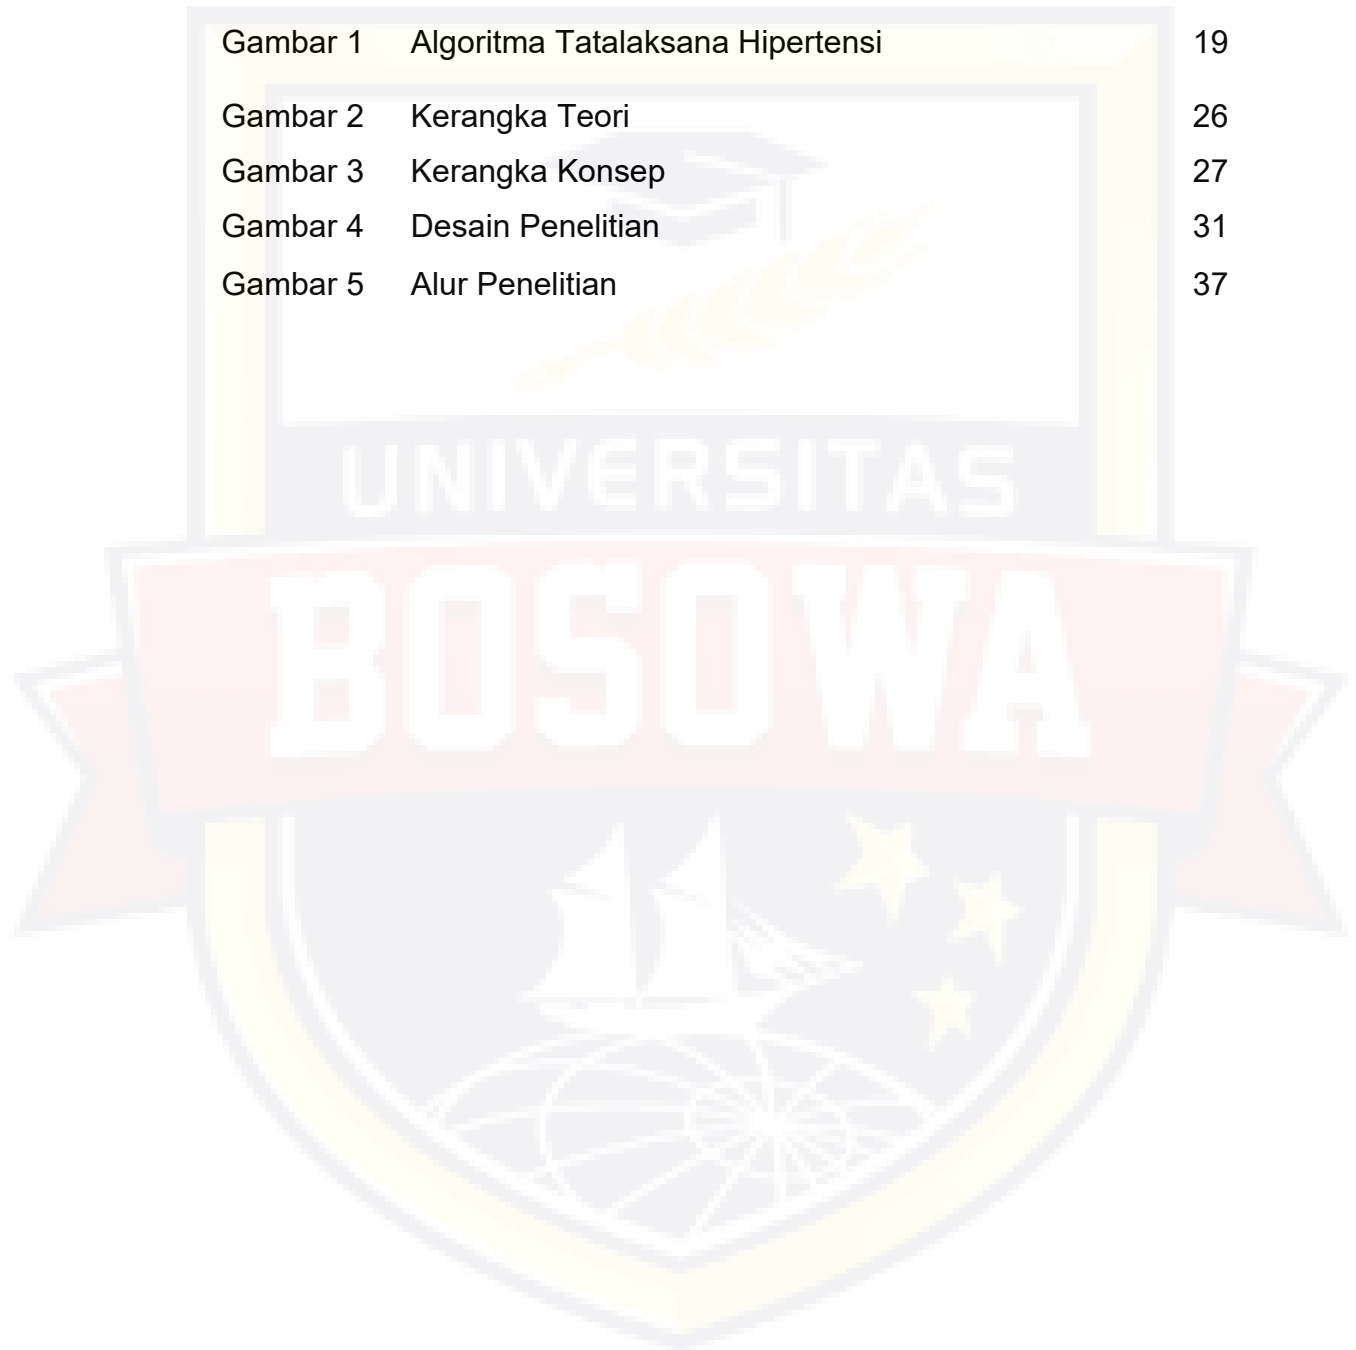 Gambar 1 Algoritma Tatalaksana Hipertensi 19
Gambar 2 Kerangka Teori 26
Gambar 3 Kerangka Konsep 27
Gambar 4 Desain Penelitian 31
Gambar 5 Alur Penelitian 37
UNIVERSITAS
BOSOWA